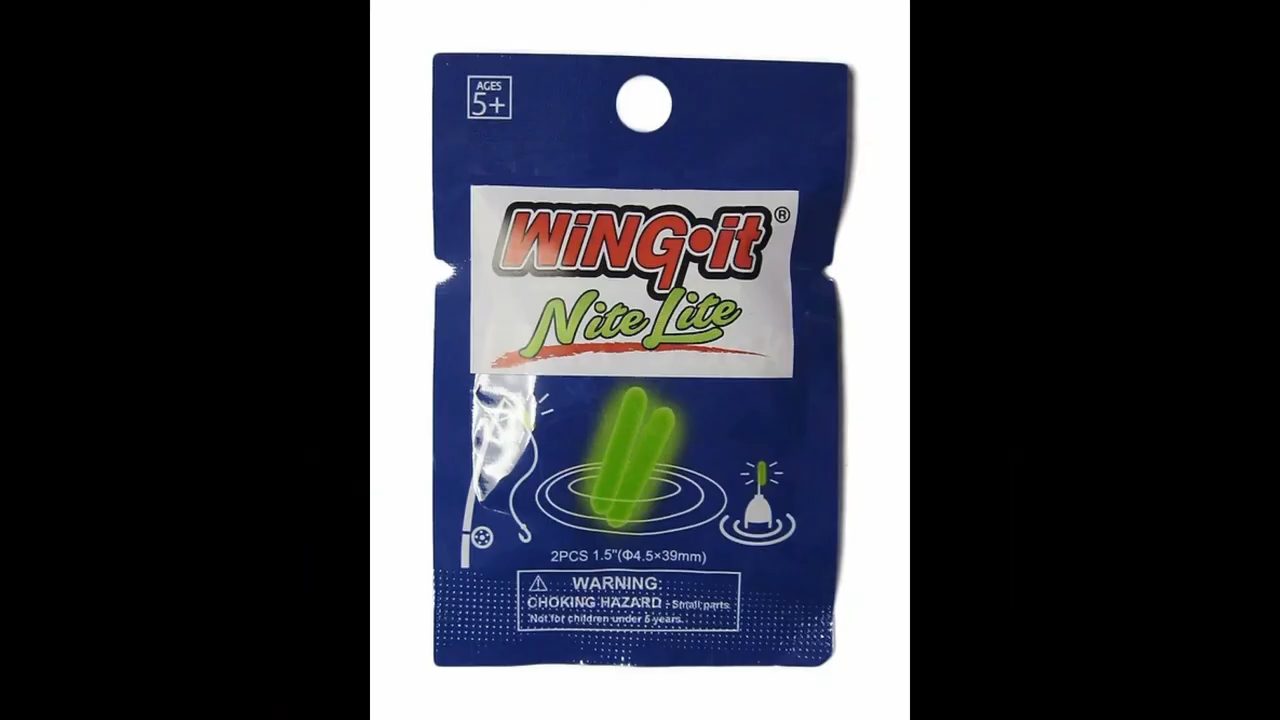 AGES
5+
WiNG•it®
Nite Lite
2PCS 1.5"(Φ4.5×39mm)
⚠ WARNING:
CHOKING HAZARD - Small parts.
Not for children under 5 years.